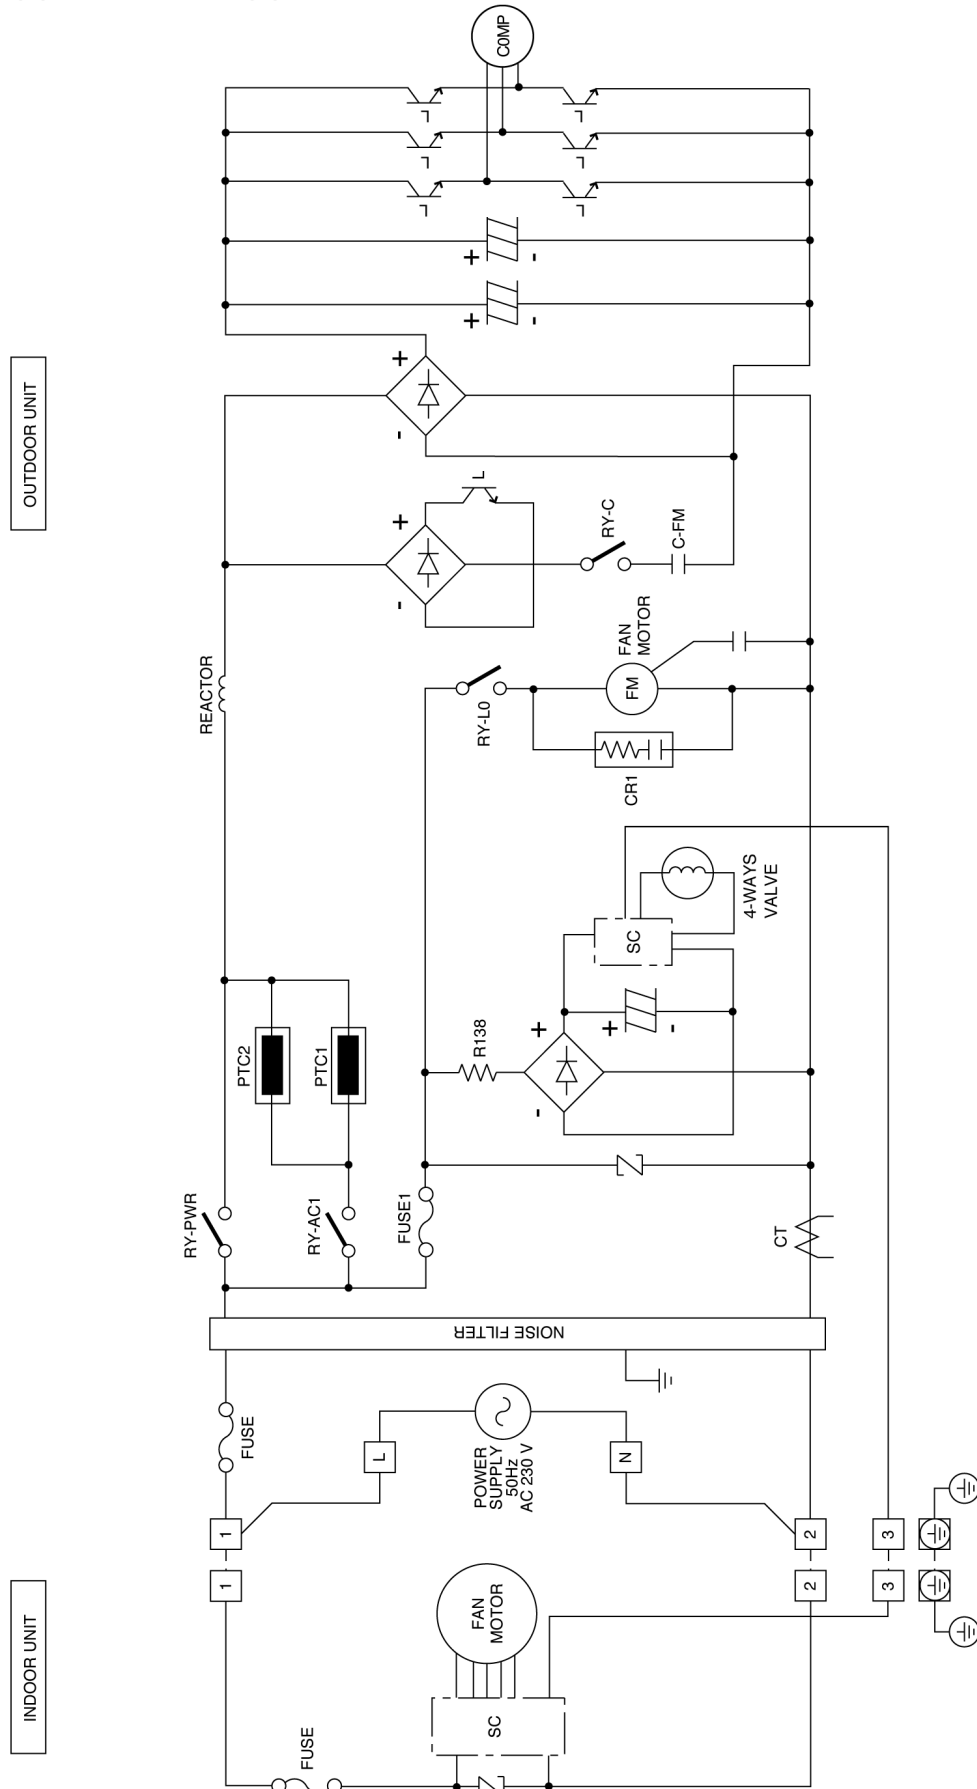 OUTDOOR UNIT
COMP
+
-
+
-
+
-
+
-
RY-C
C-FM
REACTOR
FAN
MOTOR
FM
RY-L0
CR1
4-WAYS
VALVE
SC
PTC2
PTC1
R138
+
-
+
-
RY-PWR
RY-AC1
FUSE1
CT
NOISE FILTER
FUSE
L
POWER
SUPPLY
50Hz
AC 230 V
N
1
2
3
1
2
3
INDOOR UNIT
FAN
MOTOR
SC
FUSE